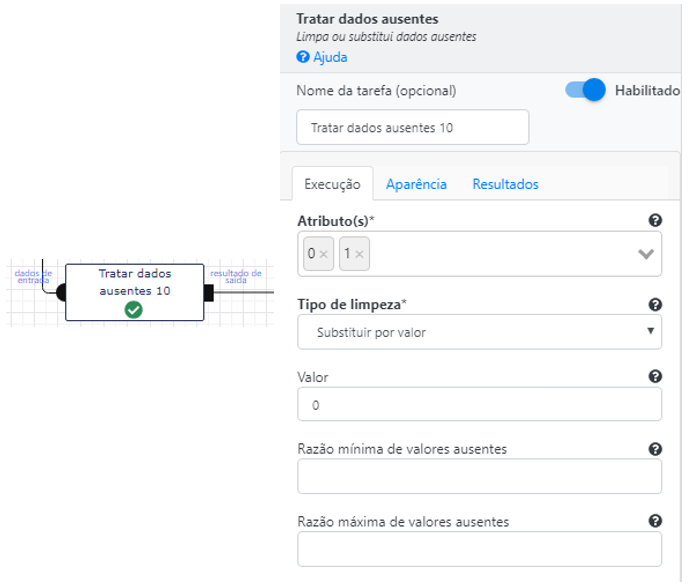 Tratar dados ausentes
Limpa ou substitui dados ausentes
Ajuda
Nome da tarefa (opcional)
Habilitado
Tratar dados ausentes 10
Execução
Aparência
Resultados
Atributo(s)*
0 × 1 ×
Tipo de limpeza*
Substituir por valor
Valor
0
Razão mínima de valores ausentes
Razão máxima de valores ausentes
dados de
entrada
Tratar dados
ausentes 10
resultado de
saída